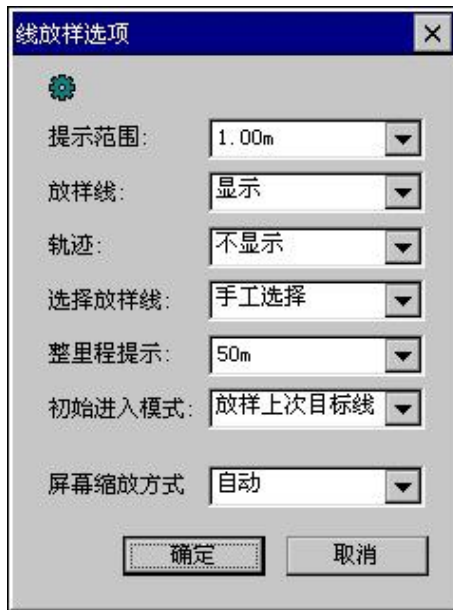 线放样选项
提示范围: 1.00m
放样线: 显示
轨迹: 不显示
选择放样线: 手工选择
整里程提示: 50m
初始进入模式: 放样上次目标线
屏幕缩放方式 自动
确定 取消